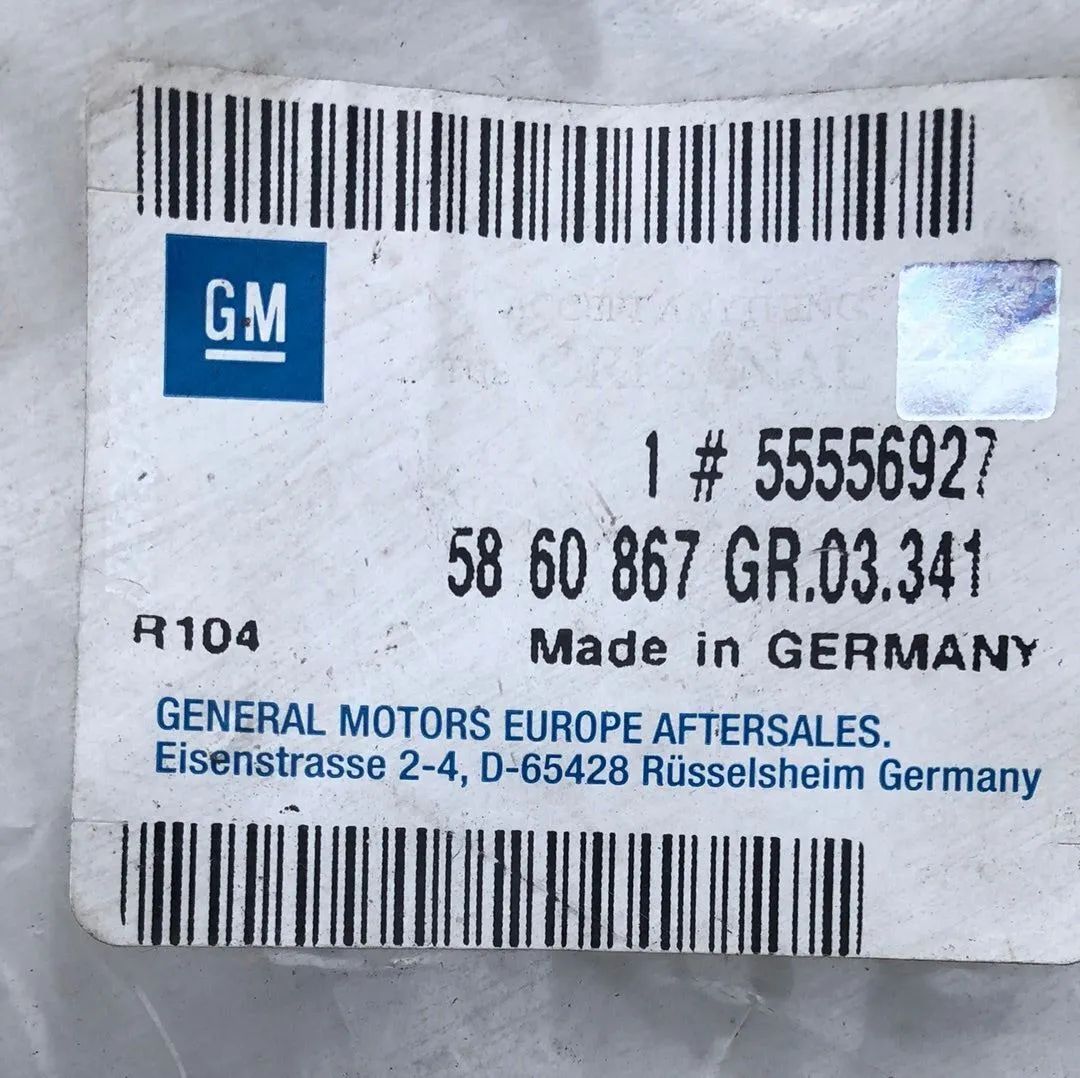 GM
ORIGINAL
1 # 55556927
58 60 867 GR.03.341
R104
Made in GERMANY
GENERAL MOTORS EUROPE AFTERSALES.
Eisenstrasse 2-4, D-65428 Rüsselsheim Germany